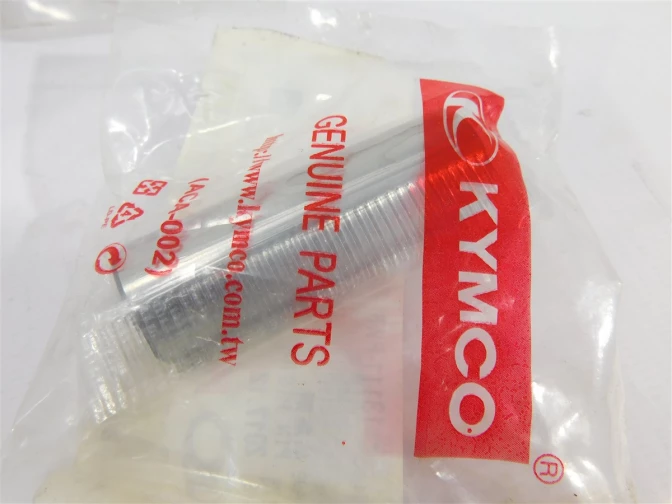 KYMCO
®
GENUINE PARTS
http://www.kymco.com.tw
(ACA-002)